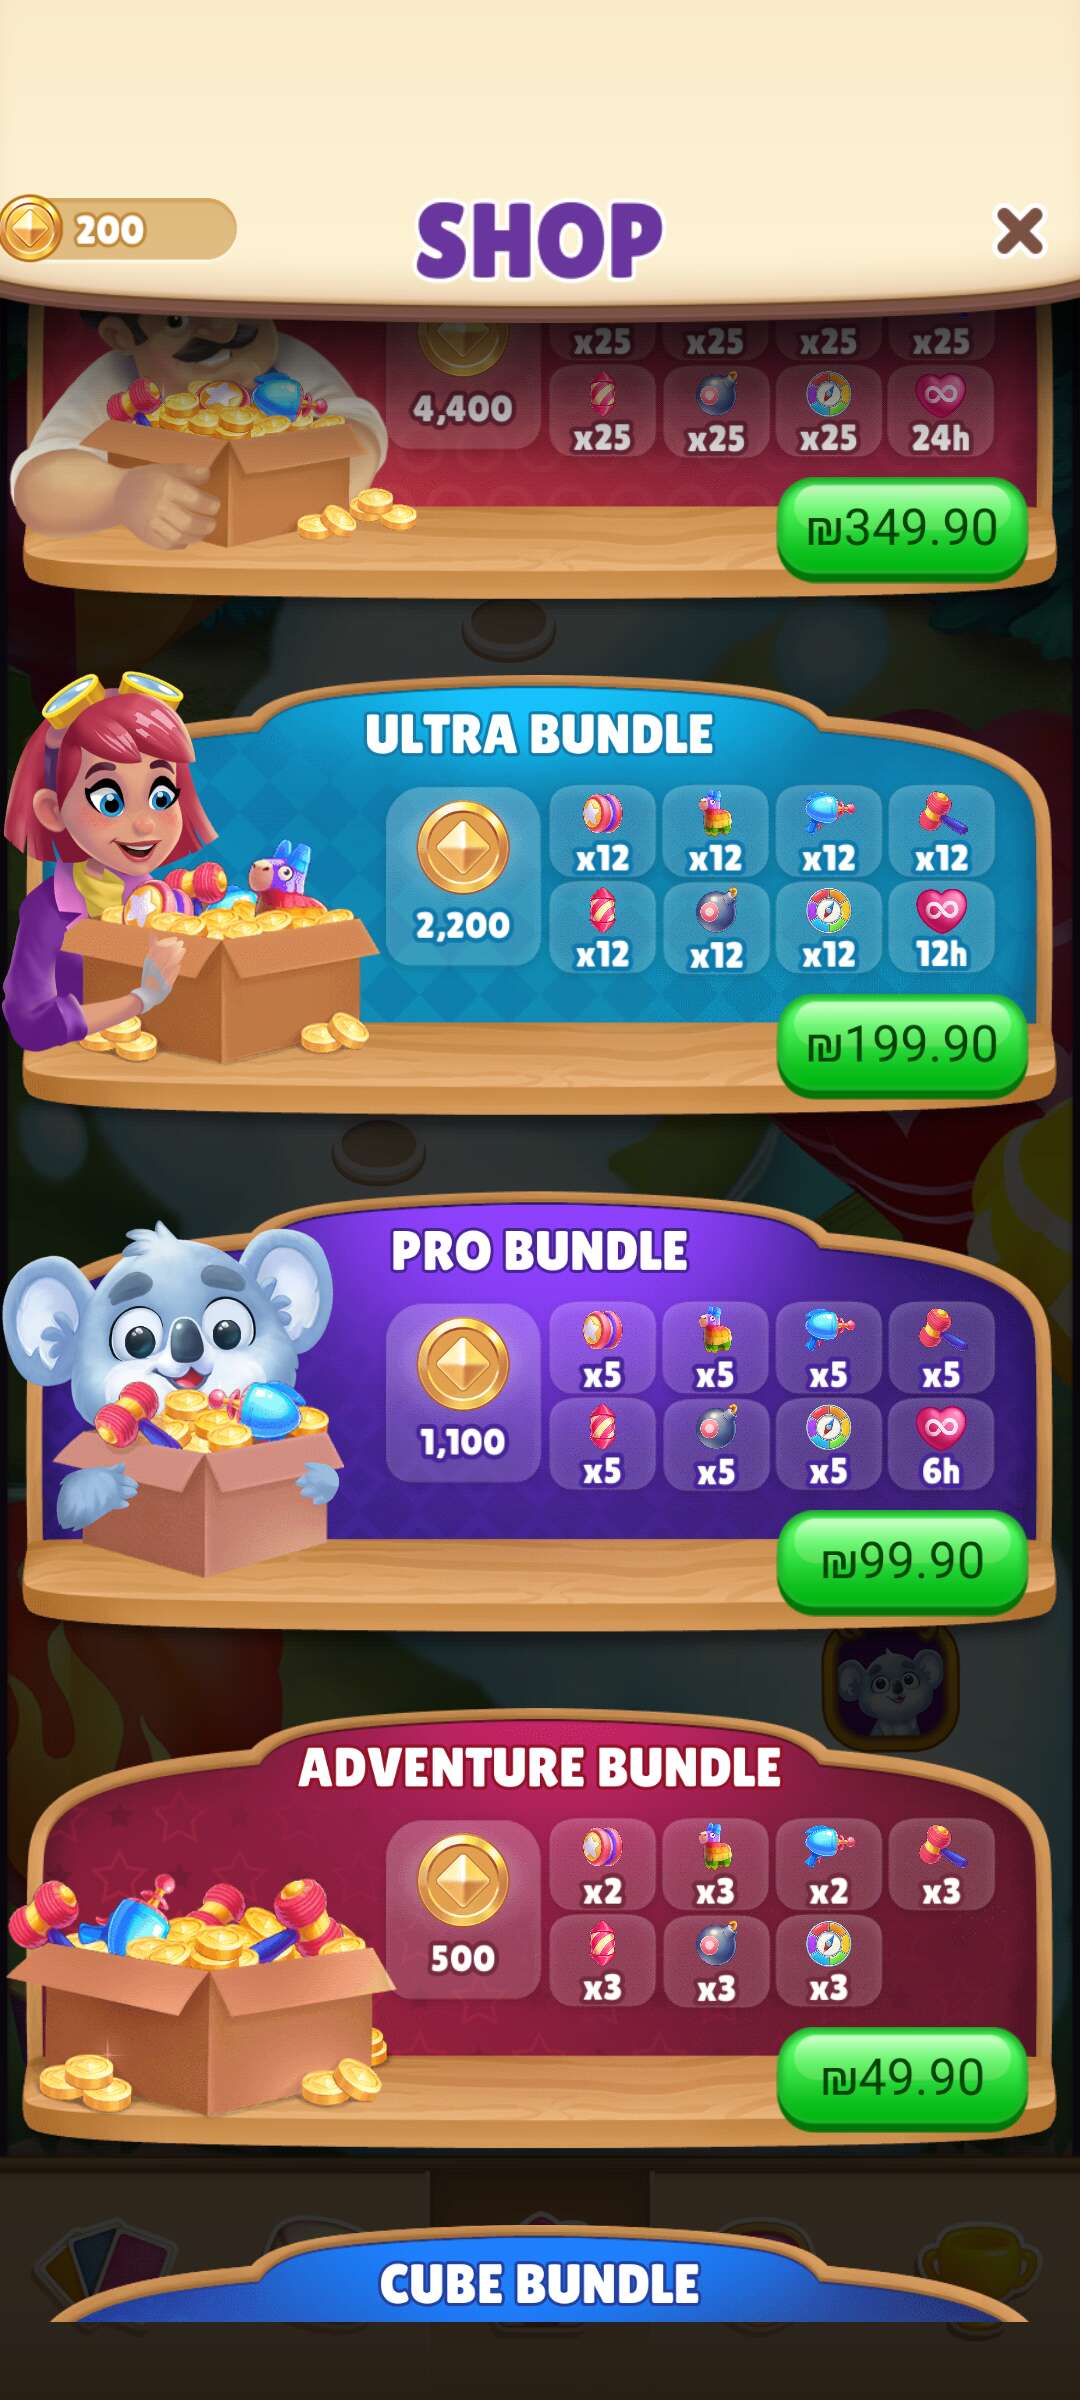 200
SHOP
x25 x25 x25 x25
4,400
x25 x25 x25 24h
₪349.90
ULTRA BUNDLE
x12 x12 x12 x12
2,200
x12 x12 x12 12h
₪199.90
PRO BUNDLE
x5 x5 x5 x5
1,100
x5 x5 x5 6h
₪99.90
ADVENTURE BUNDLE
x2 x3 x2 x3
500
x3 x3 x3
₪49.90
CUBE BUNDLE